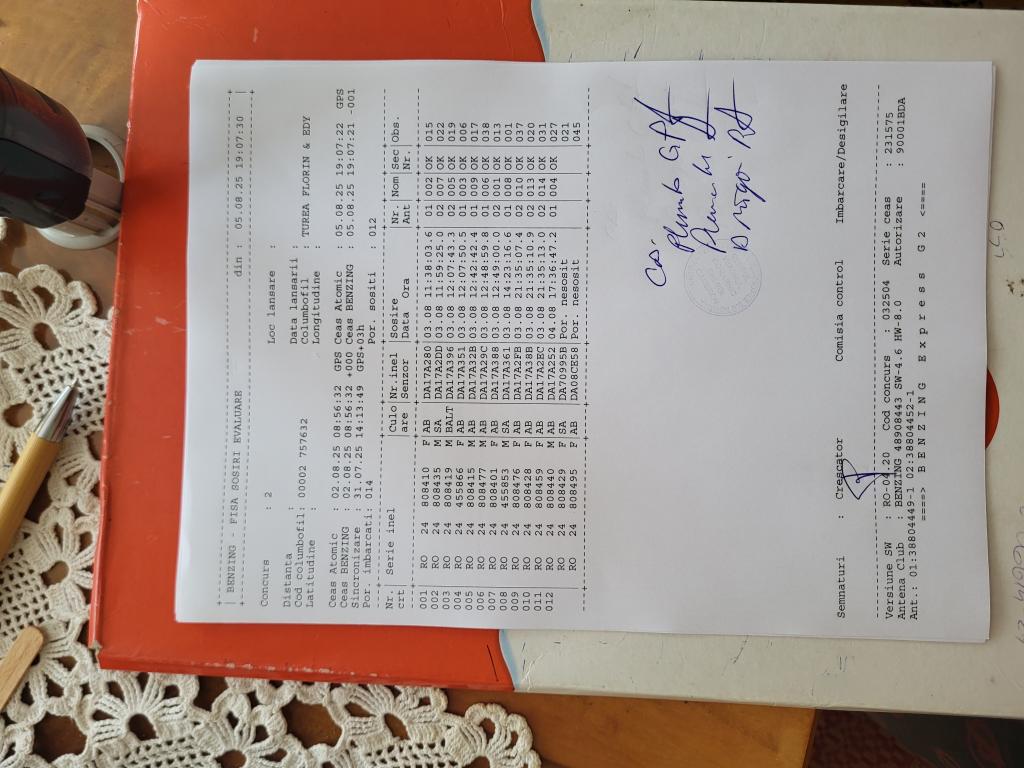 BENZING FISA SOSIRI EVALUARE din : 05.08.25 19:07:30
Concurs : 2 Loc lansare :
Distanta : Data lansarii :
Cod columbofil: 00002 757632 Columbofil : TUREA FLORIN & EDY
Latitudine : Longitudine :
Ceas Atomic : 02.08.25 08:56:32 GPS Ceas Atomic : 05.08.25 19:07:22 GPS
Ceas BENZING : 02.08.25 08:56:32 +000 Ceas BENZING : 05.08.25 19:07:21 -001
Sincronizare : 31.07.25 14:13:49 GPS+03h
Por. imbarcati: 014 Por. sositi : 012
Nr. Serie inel Culo Nr.inel Sosire Nr. Nom Sec Obs.
crt are Senzor Data Ora Ant Nr.
001 RO 24 808410 F AB DA17A280 03.08 11:38:03.6 01 002 OK 015
002 RO 24 808435 M SA DA17A2DD 03.08 11:59:25.0 02 007 OK 022
003 RO 24 808419 M BALT DA17A396 03.08 12:07:43.3 02 005 OK 019
004 RO 24 455866 F AB DA17A351 03.08 12:07:50.5 01 003 OK 006
005 RO 24 808415 M AB DA17A32B 03.08 12:42:42.4 01 009 OK 017
006 RO 24 808477 M AB DA17A29C 03.08 12:48:59.8 01 006 OK 038
007 RO 24 808401 F AB DA17A388 03.08 12:49:00.0 02 011 OK 013
008 RO 24 455853 M SA DA17A361 03.08 14:23:16.6 01 008 OK 001
009 RO 24 808476 F AB DA17A2FB 03.08 21:35:07.4 02 010 OK 037
010 RO 24 808428 F AB DA17A38B 03.08 21:35:10.9 02 013 OK 020
011 RO 24 808459 F AB DA17A2EC 03.08 21:35:13.0 02 014 OK 031
012 RO 24 808440 M AB DA17A252 04.08 17:36:47.2 01 004 OK 027
RO 24 808429 F SA DA70995B Por. nesosit 021
RO 24 808495 F AB DA08CE58 Por. nesosit 045
Semnaturi : Crescator Comisia control Imbarcare/Desigilare
Versiune SW : RO-04.20 Cod concurs : 032504 Serie ceas : 231575
Antena Club : BENZING 48908443 SW-4.6 HW-8.0 Autorizare : 90001BDA
Ant.: 01:38804449-1 02:38804452-1
====> BENZING Express G2 <====